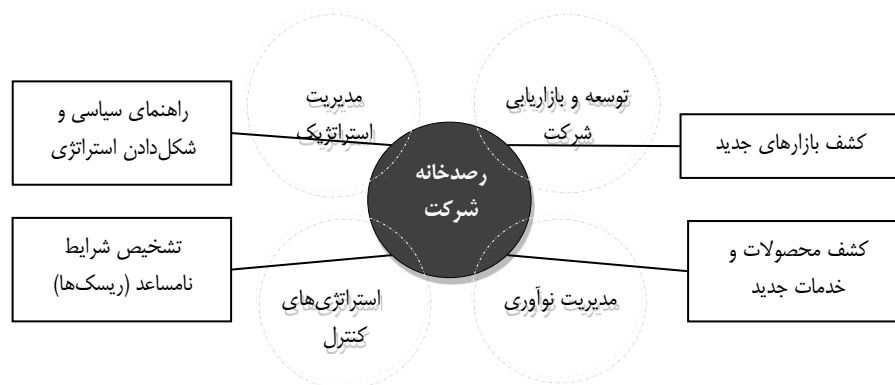 توسعه و بازاریابی
شرکت
مدیریت
استراتژیک
راهنمای سیاسی و
شکل‌دادن استراتژی
کشف بازارهای جدید
رصدخانه
شرکت
کشف محصولات و
خدمات جدید
مدیریت نوآوری
استراتژی‌های
کنترل
تشخیص شرایط
نامساعد (ریسک‌ها)